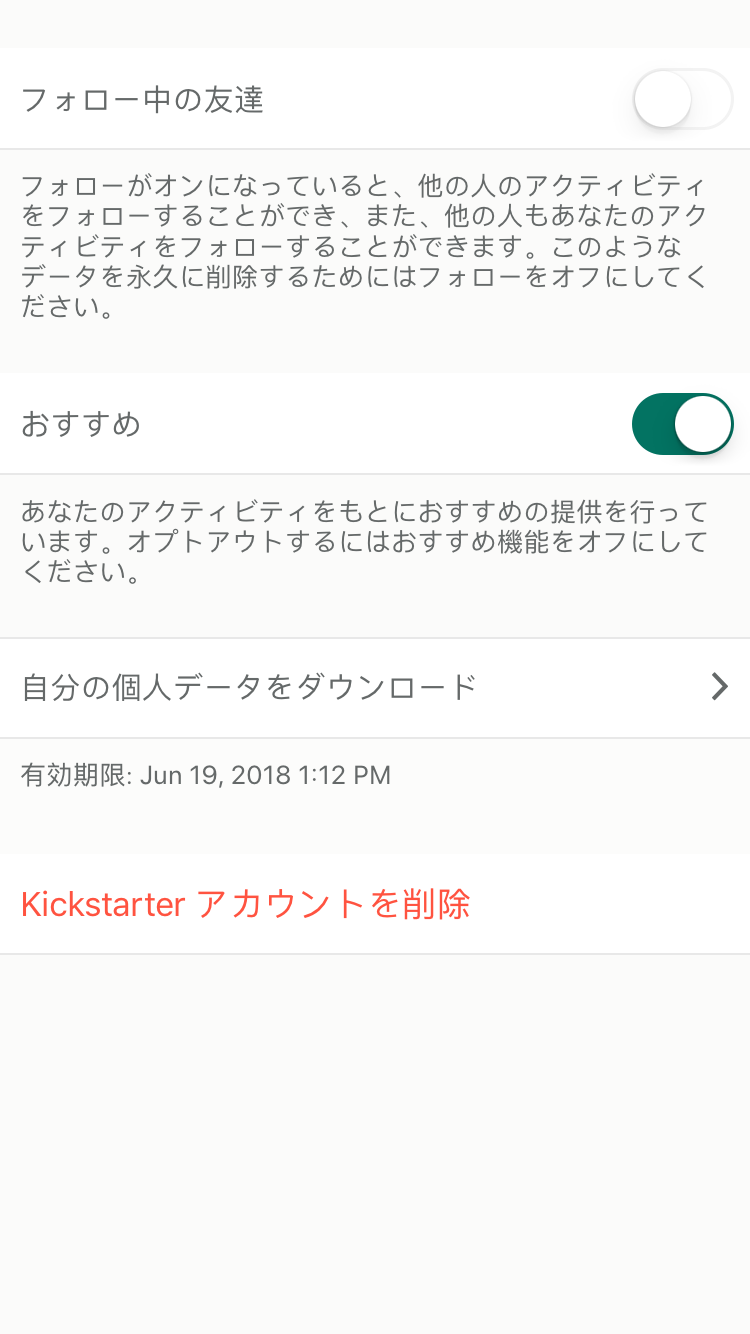 フォロー中の友達
フォローがオンになっていると、他の人のアクティビティ
をフォローすることができ、また、他の人もあなたのアク
ティビティをフォローすることができます。このような
データを永久に削除するためにはフォローをオフにしてく
ださい。
おすすめ
あなたのアクティビティをもとにおすすめの提供を行って
います。オプトアウトするにはおすすめ機能をオフにして
ください。
自分の個人データをダウンロード
有効期限: Jun 19, 2018 1:12 PM
Kickstarter アカウントを削除